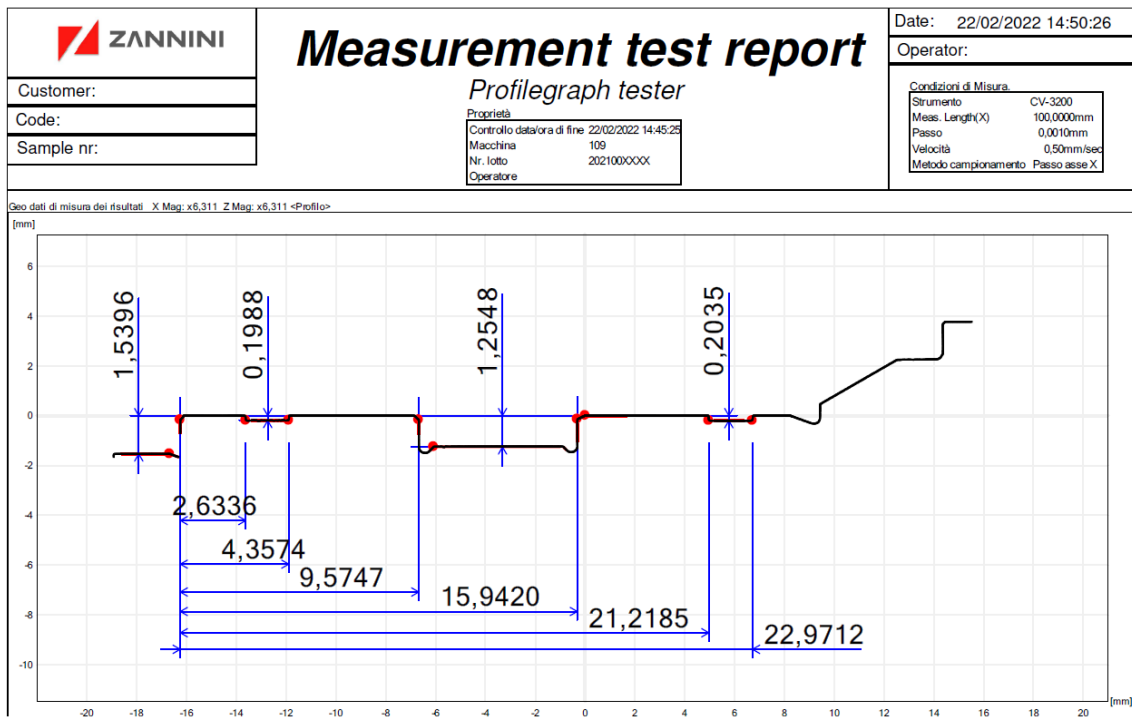 ZANNINI
Customer:
Code:
Sample nr:
Measurement test report
Profilegraph tester
Proprietà
Controllo data/ora di fine 22/02/2022 14:45:25
Macchina 109
Nr. lotto 202100XXXX
Operatore
Date: 22/02/2022 14:50:26
Operator:
Condizioni di Misura.
Strumento CV-3200
Meas. Length(X) 100,0000mm
Passo 0,0010mm
Velocità 0,50mm/sec
Metodo campionamento Passo asse X
Geo dati di misura dei risultati X Mag: x6,311 Z Mag: x6,311 <Profilo>
[mm]
6
4
2
0
-2
-4
-6
-8
-10
1,5396
0,1988
1,2548
0,2035
2,6336
4,3574
9,5747
15,9420
21,2185
22,9712
-20 -18 -16 -14 -12 -10 -8 -6 -4 -2 0 2 4 6 8 10 12 14 16 18 20
[mm]